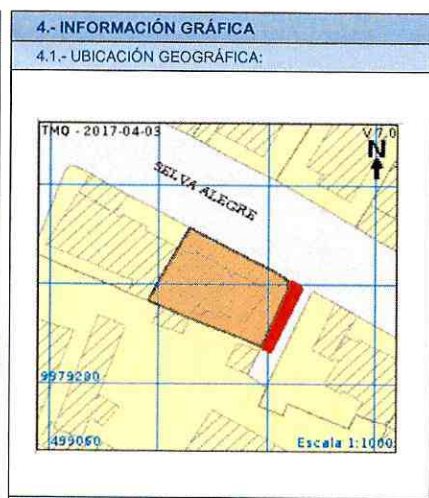 4.- INFORMACIÓN GRÁFICA
4.1.- UBICACIÓN GEOGRÁFICA:
TMQ - 2017-04-03
V 7.0
N
SELVA ALEGRE
9979280
499060
Escala 1:1000